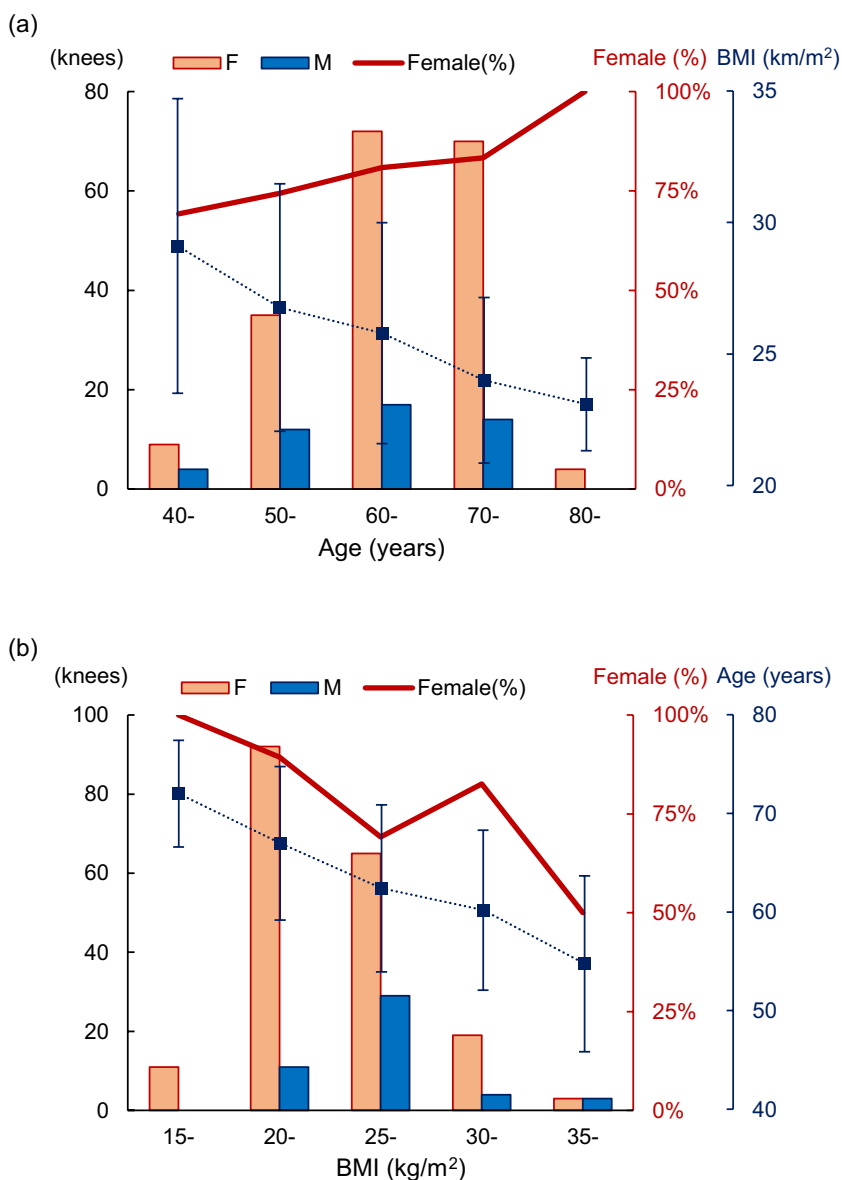 (a)
(knees) F M Female(%) Female (%) BMI (km/m²)
80 100% 35
60 75% 30
40 50% 25
20 25% 20
0 0%
40- 50- 60- 70- 80-
Age (years)
(b)
(knees) F M Female(%) Female (%) Age (years)
100 100% 80
80 75% 70
60 50% 60
40 25% 50
20 0% 40
0
15- 20- 25- 30- 35-
BMI (kg/m²)